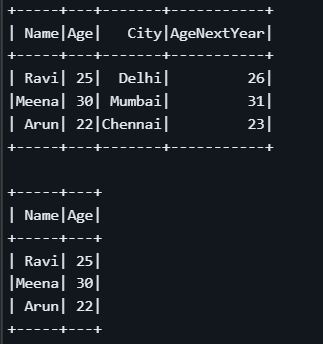 +-----+---+-------+-----------+
| Name|Age|   City|AgeNextYear|
+-----+---+-------+-----------+
| Ravi| 25|  Delhi|         26|
|Meena| 30| Mumbai|         31|
| Arun| 22|Chennai|         23|
+-----+---+-------+-----------+

+-----+---+
| Name|Age|
+-----+---+
| Ravi| 25|
|Meena| 30|
| Arun| 22|
+-----+---+